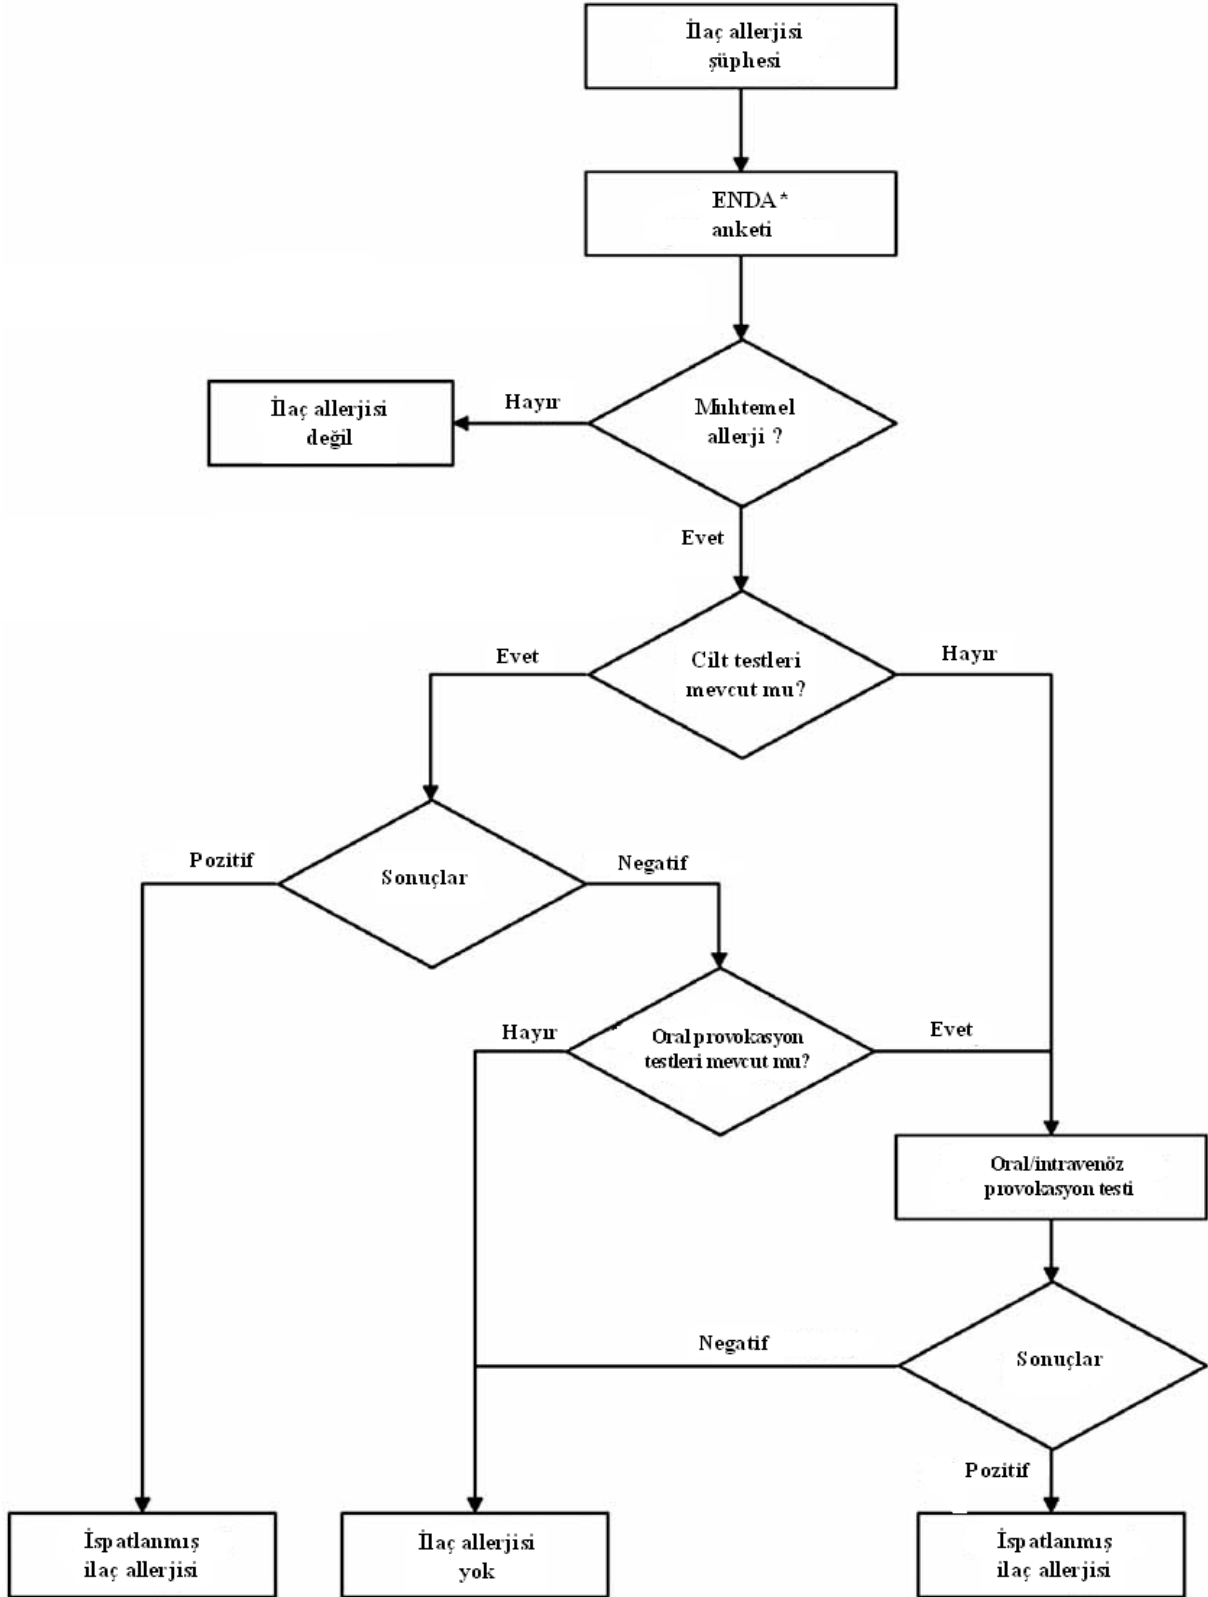 İlaç allerjisi
şüphesi
ENDA *
anketi
Hayır
İlaç allerjisi
değil
Muhtemel
allerji ?
Evet
Evet
Cilt testleri
mevcut mu?
Hayır
Pozitif
Sonuçlar
Negatif
Hayır
Oral provokasyon
testleri mevcut mu?
Evet
Oral/intravenöz
provokasyon testi
Negatif
Sonuçlar
Pozitif
İspatlanmış
ilaç allerjisi
İlaç allerjisi
yok
İspatlanmış
ilaç allerjisi